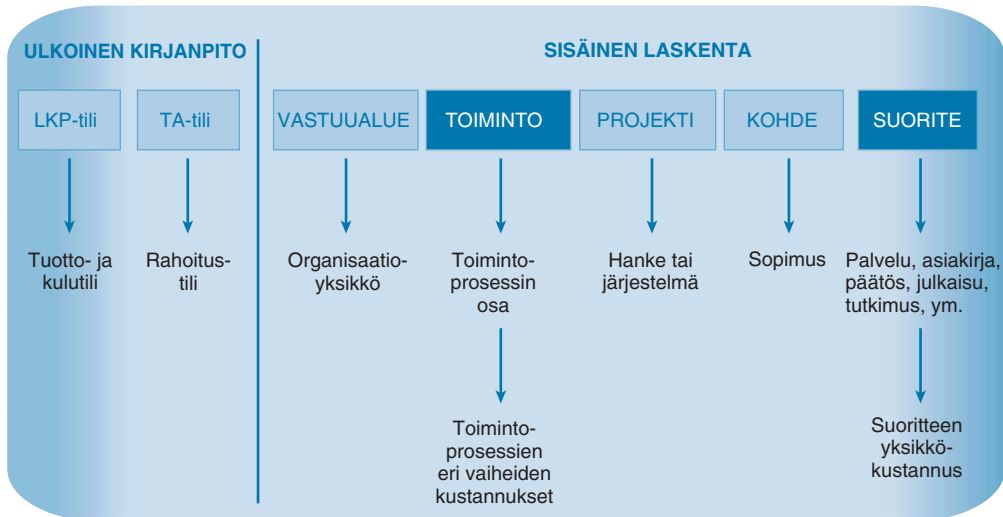 ULKOINEN KIRJANPITO
SISÄINEN LASKENTA
LKP-tili
TA-tili
VASTUUALUE
TOIMINTO
PROJEKTI
KOHDE
SUORITE
Tuotto- ja
kulutili
Rahoitus-
tili
Organisaatio-
yksikkö
Toiminto-
prosessin
osa
Hanke tai
järjestelmä
Sopimus
Palvelu, asiakirja,
päätös, julkaisu,
tutkimus, ym.
Toiminto-
prosessien
eri vaiheiden
kustannukset
Suoritteen
yksikkö-
kustannus